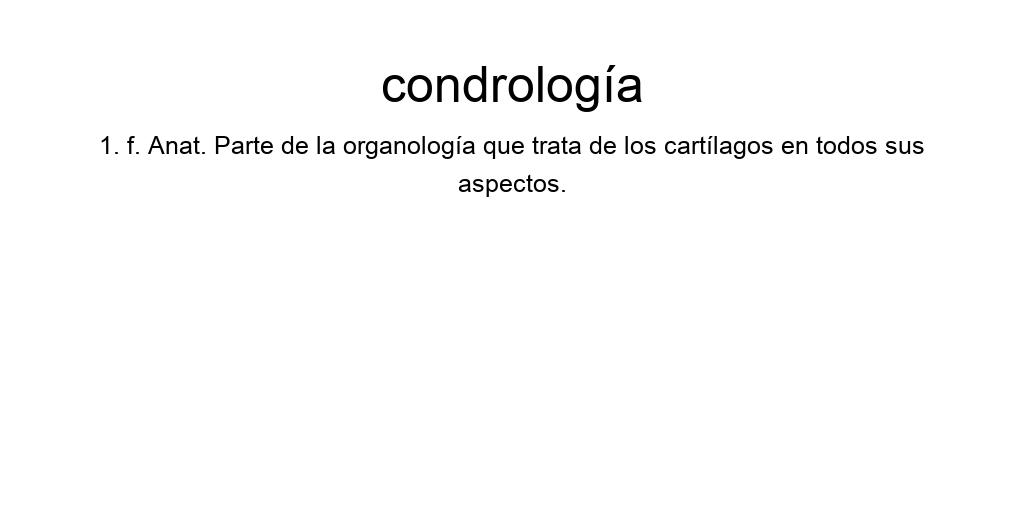 condrología
1. f. Anat. Parte de la organología que trata de los cartílagos en todos sus
aspectos.